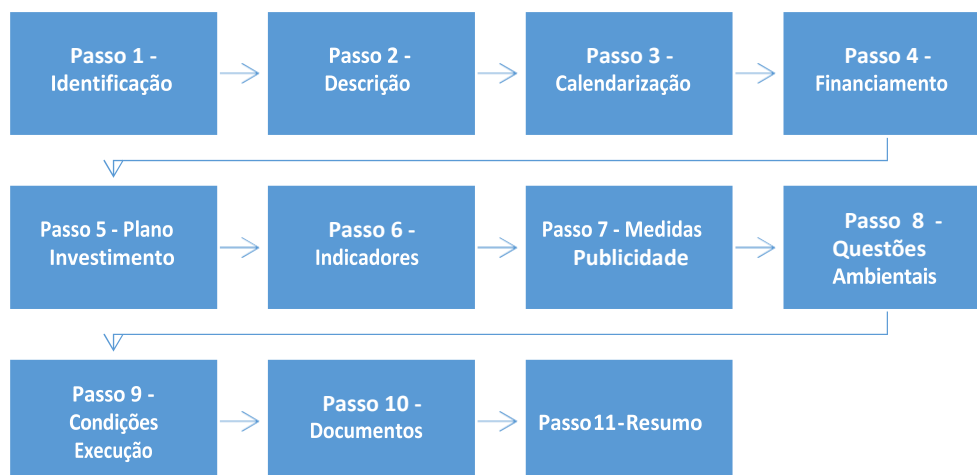 Passo 1 -
Identificação
Passo 2 -
Descrição
Passo 3 -
Calendarização
Passo 4 -
Financiamento
Passo 5 - Plano
Investimento
Passo 6 -
Indicadores
Passo 7 - Medidas
Publicidade
Passo 8 -
Questões
Ambientais
Passo 9 -
Condições
Execução
Passo 10 -
Documentos
Passo11-Resumo